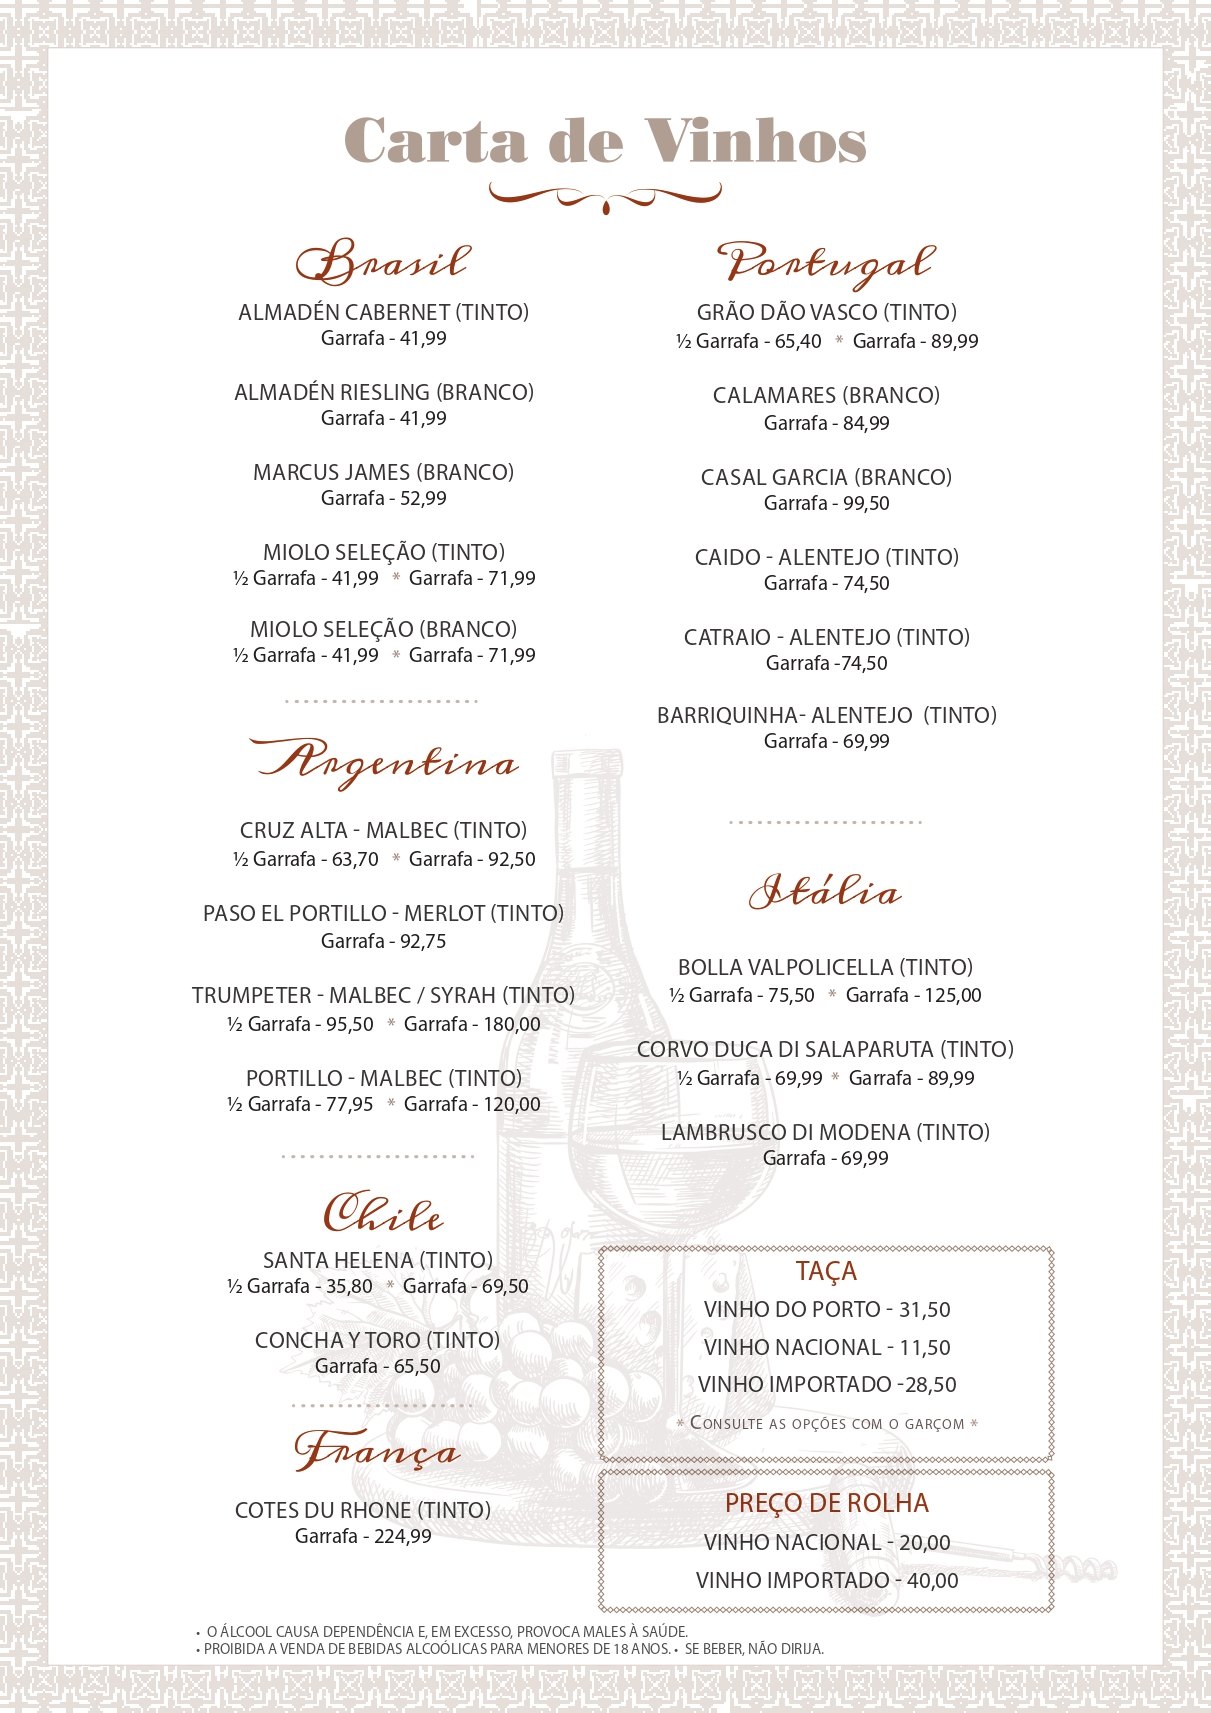 Carta de Vinhos
Brasil
ALMADÉN CABERNET (TINTO)
Garrafa - 41,99
ALMADÉN RIESLING (BRANCO)
Garrafa - 41,99
MARCUS JAMES (BRANCO)
Garrafa - 52,99
MIOLO SELEÇÃO (TINTO)
½ Garrafa - 41,99 * Garrafa - 71,99
MIOLO SELEÇÃO (BRANCO)
½ Garrafa - 41,99 * Garrafa - 71,99
Argentina
CRUZ ALTA - MALBEC (TINTO)
½ Garrafa - 63,70 * Garrafa - 92,50
PASO EL PORTILLO - MERLOT (TINTO)
Garrafa - 92,75
TRUMPETER - MALBEC / SYRAH (TINTO)
½ Garrafa - 95,50 * Garrafa - 180,00
PORTILLO - MALBEC (TINTO)
½ Garrafa - 77,95 * Garrafa - 120,00
Chile
SANTA HELENA (TINTO)
½ Garrafa - 35,80 * Garrafa - 69,50
CONCHA Y TORO (TINTO)
Garrafa - 65,50
França
COTES DU RHONE (TINTO)
Garrafa - 224,99
Portugal
GRÃO DÃO VASCO (TINTO)
½ Garrafa - 65,40 * Garrafa - 89,99
CALAMARES (BRANCO)
Garrafa - 84,99
CASAL GARCIA (BRANCO)
Garrafa - 99,50
CAIDO - ALENTEJO (TINTO)
Garrafa - 74,50
CATRAIO - ALENTEJO (TINTO)
Garrafa -74,50
BARRIQUINHA- ALENTEJO (TINTO)
Garrafa - 69,99
Itália
BOLLA VALPOLICELLA (TINTO)
½ Garrafa - 75,50 * Garrafa - 125,00
CORVO DUCA DI SALAPARUTA (TINTO)
½ Garrafa - 69,99 * Garrafa - 89,99
LAMBRUSCO DI MODENA (TINTO)
Garrafa - 69,99
TAÇA
VINHO DO PORTO - 31,50
VINHO NACIONAL - 11,50
VINHO IMPORTADO -28,50
* CONSULTE AS OPÇÕES COM O GARÇOM *
PREÇO DE ROLHA
VINHO NACIONAL - 20,00
VINHO IMPORTADO - 40,00
• O ÁLCOOL CAUSA DEPENDÊNCIA E, EM EXCESSO, PROVOCA MALES À SAÚDE.
• PROIBIDA A VENDA DE BEBIDAS ALCOÓLICAS PARA MENORES DE 18 ANOS. • SE BEBER, NÃO DIRIJA.